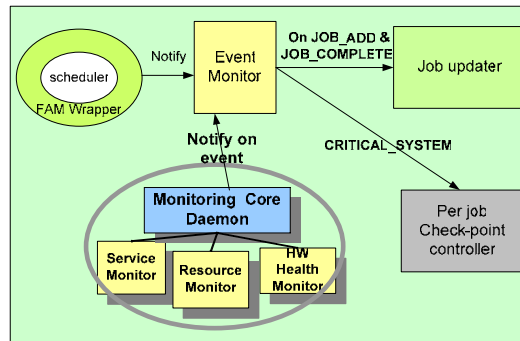 scheduler
FAM Wrapper
Notify
Event
Monitor
On JOB_ADD &
JOB_COMPLETE
Job updater
Notify on
event
CRITICAL_SYSTEM
Monitoring Core
Daemon
Per job
Check-point
controller
Service
Monitor
Resource
Monitor
HW
Health
Monitor